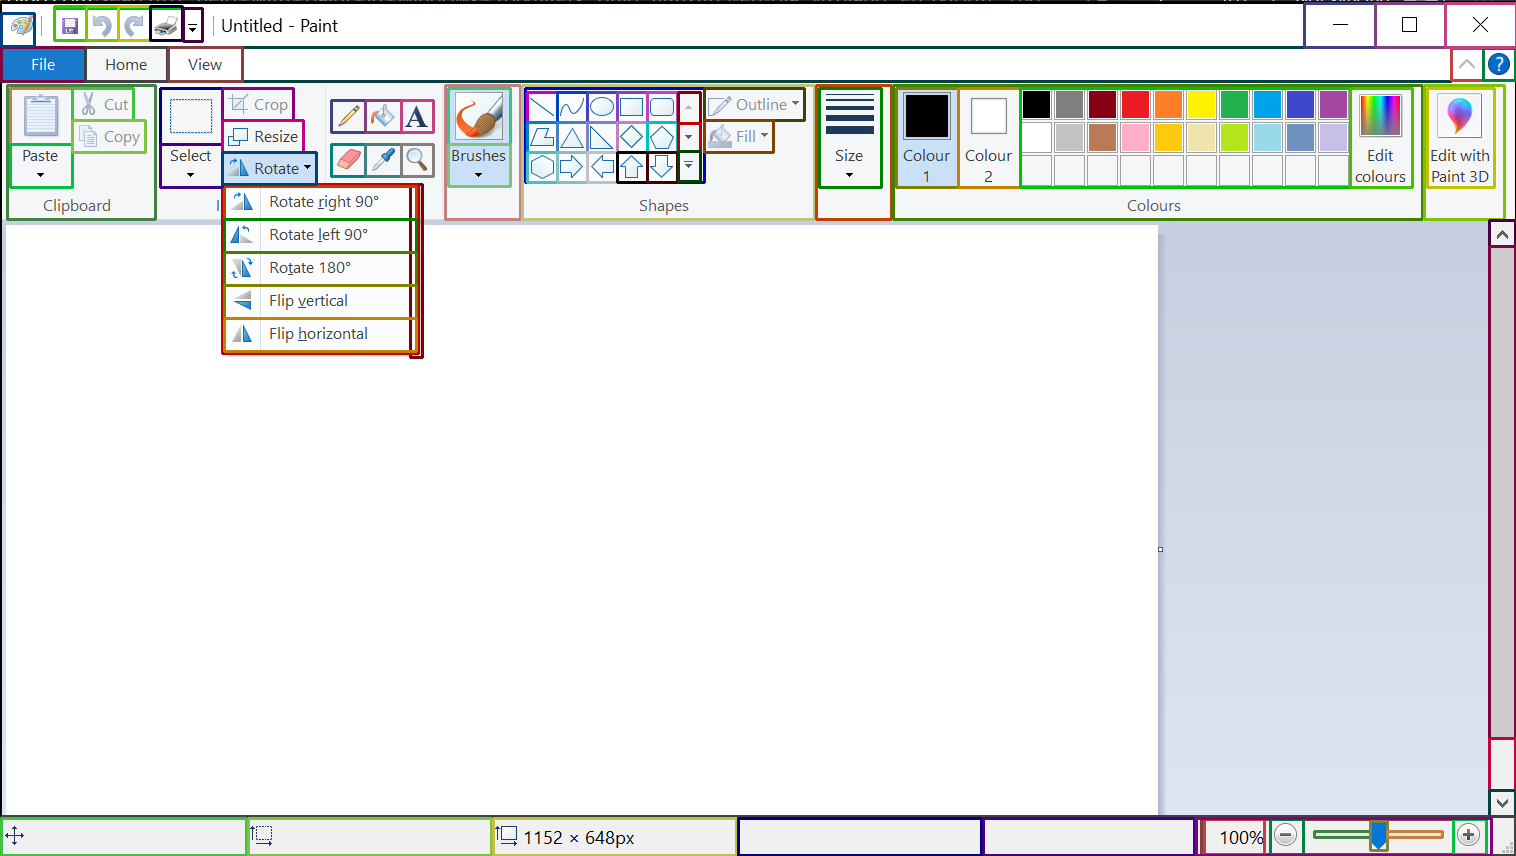 Untitled - Paint
File Home View
Cut
Copy
Paste
Clipboard
Select
Crop
Resize
Rotate
A
Brushes
Outline
Fill
Shapes
Size
Colour 1
Colour 2
Edit colours
Colours
Edit with Paint 3D
Rotate right 90°
Rotate left 90°
Rotate 180°
Flip vertical
Flip horizontal
1152 × 648px
100%